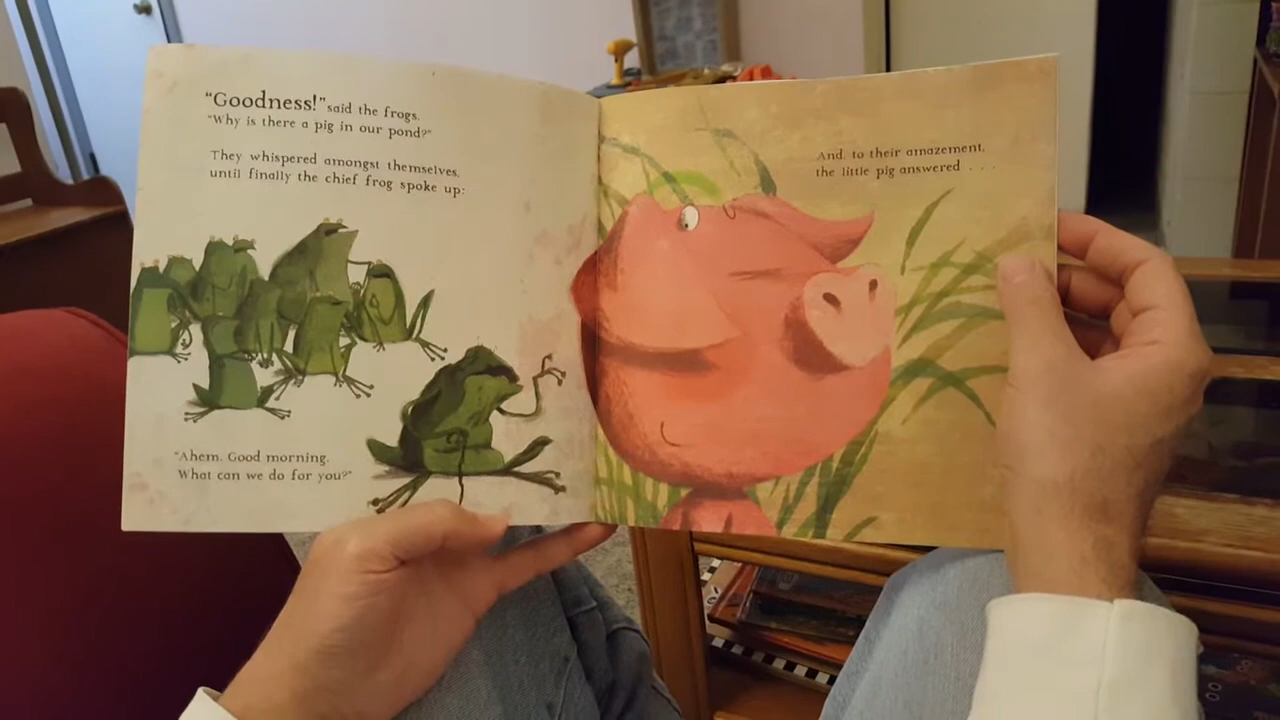 "Goodness!" said the frogs.
"Why is there a pig in our pond?"
They whispered amongst themselves,
until finally the chief frog spoke up:
"Ahem. Good morning.
What can we do for you?"
And, to their amazement,
the little pig answered . . .